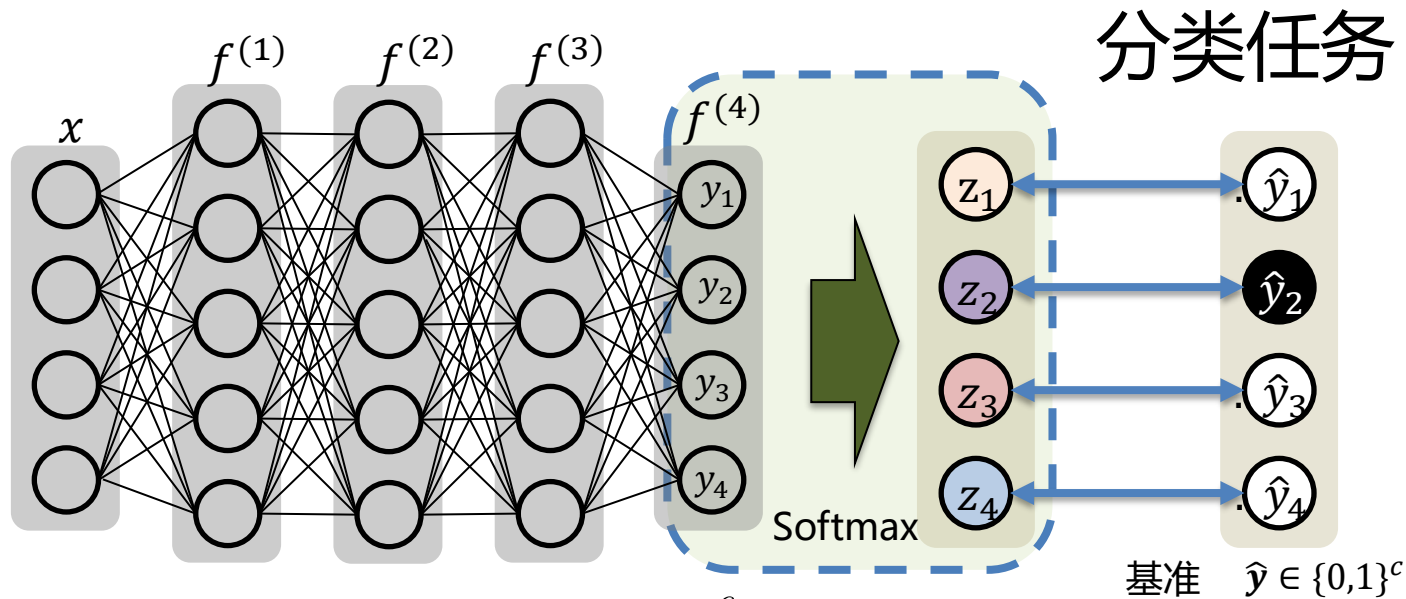 分类任务
f^(1)
f^(2)
f^(3)
f^(4)
x
y_1
y_2
y_3
y_4
z_1
z_2
z_3
z_4
ŷ_1
ŷ_2
ŷ_3
ŷ_4
Softmax
基准 ŷ ∈ {0,1}^c